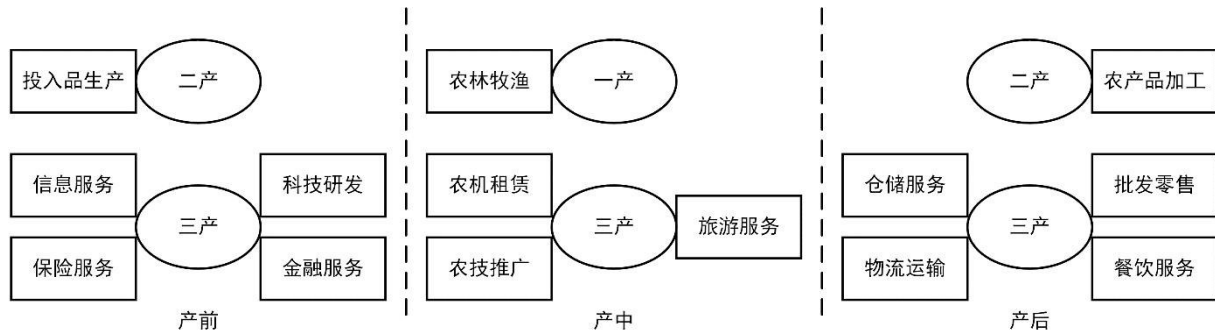 投入品生产
二产
农林牧渔
一产
二产
农产品加工
信息服务
科技研发
三产
保险服务
金融服务
农机租赁
三产
旅游服务
农技推广
仓储服务
批发零售
三产
物流运输
餐饮服务
产前
产中
产后